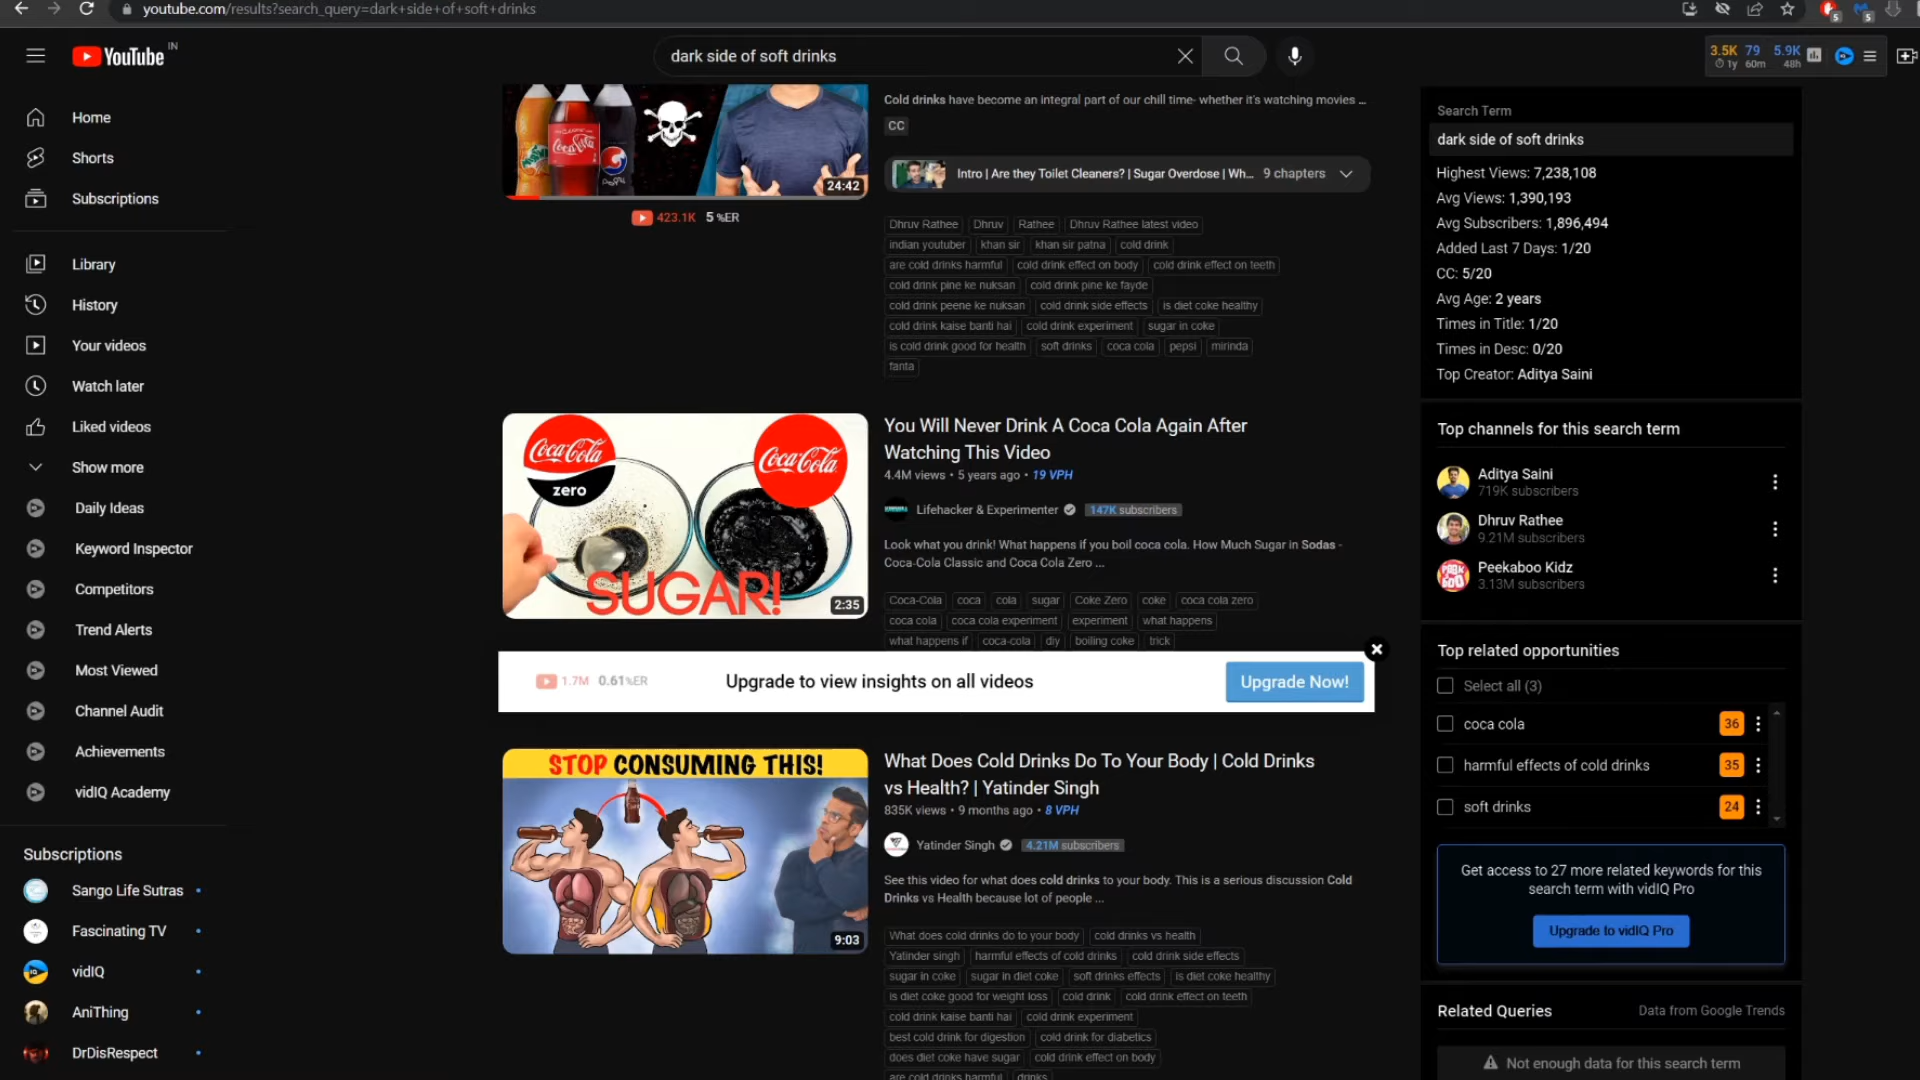 youtube.com/results?search_query=dark+side+of+soft+drinks
5
5
YouTube
IN
dark side of soft drinks
3.5K 79 5.9K
1y 60m 48h
Home
Shorts
Subscriptions
Library
History
Your videos
Watch later
Liked videos
Show more
Daily Ideas
Keyword Inspector
Competitors
Trend Alerts
Most Viewed
Channel Audit
Achievements
vidIQ Academy
Subscriptions
Sango Life Sutras
Fascinating TV
vidIQ
AniThing
DrDisRespect
Coca-Cola
24:42
423.1K 5 %ER
Cold drinks have become an integral part of our chill time- whether it's watching movies ...
CC
Intro | Are they Toilet Cleaners? | Sugar Overdose | Wh... 9 chapters
Dhruv Rathee Dhruv Rathee Dhruv Rathee latest video
indian youtuber khan sir khan sir patna cold drink
are cold drinks harmful cold drink effect on body cold drink effect on teeth
cold drink pine ke nuksan cold drink pine ke fayde
cold drink peene ke nuksan cold drink side effects is diet coke healthy
cold drink kaise banti hai cold drink experiment sugar in coke
is cold drink good for health soft drinks coca cola pepsi mirinda
fanta
Coca-Cola
zero
Coca-Cola
SUGAR!
2:35
You Will Never Drink A Coca Cola Again After
Watching This Video
4.4M views • 5 years ago • 19 VPH
Lifehacker & Experimenter 147K subscribers
Look what you drink! What happens if you boil coca cola. How Much Sugar in Sodas -
Coca-Cola Classic and Coca Cola Zero ...
Coca-Cola coca cola sugar Coke Zero coke coca cola zero
coca cola coca cola experiment experiment what happens
what happens if coca-cola diy boiling coke trick
1.7M 0.61%ER
Upgrade to view insights on all videos
Upgrade Now!
STOP CONSUMING THIS!
9:03
What Does Cold Drinks Do To Your Body | Cold Drinks
vs Health? | Yatinder Singh
835K views • 9 months ago • 8 VPH
Yatinder Singh 4.21M subscribers
See this video for what does cold drinks to your body. This is a serious discussion Cold
Drinks vs Health because lot of people ...
What does cold drinks do to your body cold drinks vs health
Yatinder singh harmful effects of cold drinks cold drink side effects
sugar in coke sugar in diet coke soft drinks effects is diet coke healthy
is diet coke good for weight loss cold drink cold drink effect on teeth
cold drink kaise banti hai cold drink experiment
best cold drink for digestion cold drink for diabetics
does diet coke have sugar cold drink effect on body
are cold drinks harmful drinks
Search Term
dark side of soft drinks
Highest Views: 7,238,108
Avg Views: 1,390,193
Avg Subscribers: 1,896,494
Added Last 7 Days: 1/20
CC: 5/20
Avg Age: 2 years
Times in Title: 1/20
Times in Desc: 0/20
Top Creator: Aditya Saini
Top channels for this search term
Aditya Saini
719K subscribers
Dhruv Rathee
9.21M subscribers
Peekaboo Kidz
3.13M subscribers
Top related opportunities
Select all (3)
coca cola 36
harmful effects of cold drinks 35
soft drinks 24
Get access to 27 more related keywords for this
search term with vidIQ Pro
Upgrade to vidIQ Pro
Related Queries Data from Google Trends
Not enough data for this search term